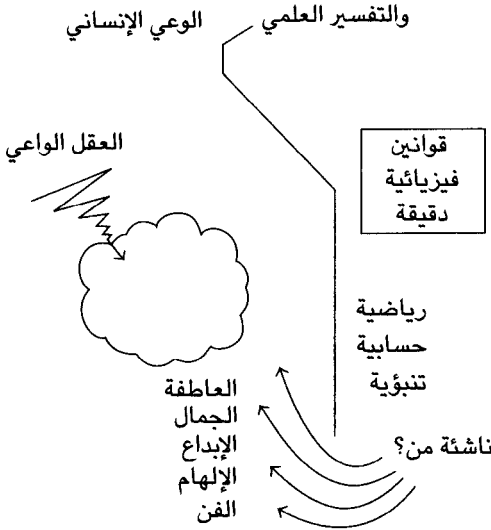 والتفسير العلمي
الوعي الإنساني
العقل الواعي
قوانين
فيزيائية
دقيقة
رياضية
حسابية
تنبؤية
ناشئة من؟
العاطفة
الجمال
الإبداع
الإلهام
الفن